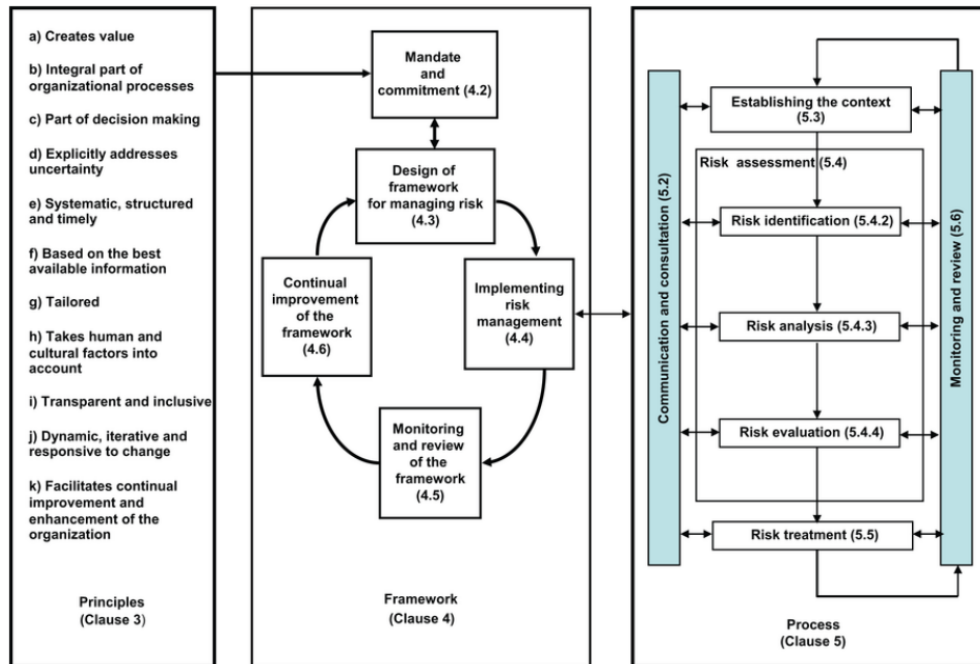 a) Creates value
b) Integral part of
organizational processes
c) Part of decision making
d) Explicitly addresses
uncertainty
e) Systematic, structured
and timely
f) Based on the best
available information
g) Tailored
h) Takes human and
cultural factors into
account
i) Transparent and inclusive
j) Dynamic, iterative and
responsive to change
k) Facilitates continual
improvement and
enhancement of the
organization
Principles
(Clause 3)
Mandate
and
commitment (4.2)
Design of
framework
for managing risk
(4.3)
Continual
improvement
of the
framework
(4.6)
Implementing
risk
management
(4.4)
Monitoring
and review
of the
framework
(4.5)
Framework
(Clause 4)
Communication and consultation (5.2)
Establishing the context
(5.3)
Risk assessment (5.4)
Risk identification (5.4.2)
Risk analysis (5.4.3)
Risk evaluation (5.4.4)
Risk treatment (5.5)
Monitoring and review (5.6)
Process
(Clause 5)